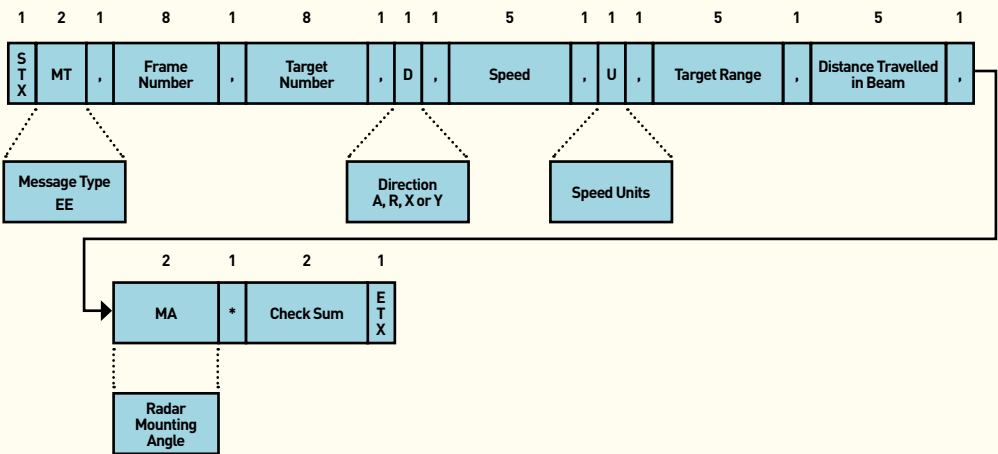 1 2 1 8 1 8 1 1 1 5 1 1 1 5 1 5 1
S
T
X
MT
,
Frame
Number
,
Target
Number
,
D
,
Speed
,
U
,
Target Range
,
Distance Travelled
in Beam
,
Message Type
EE
Direction
A, R, X or Y
Speed Units
2 1 2 1
MA
*
Check Sum
E
T
X
Radar
Mounting
Angle